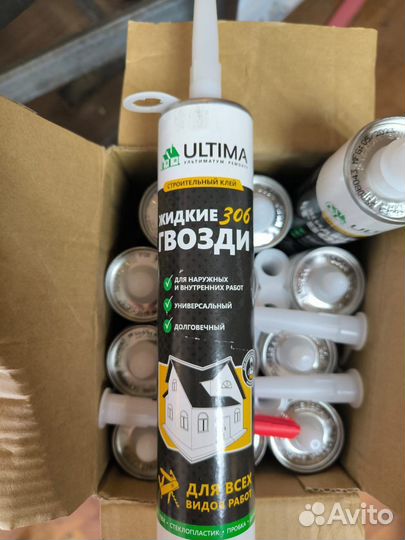 ULTIMA
УЛЬТИМАТУМ РЕМОНТУ
СТРОИТЕЛЬНЫЙ КЛЕЙ
ЖИДКИЕ 306
ГВОЗДИ
ДЛЯ НАРУЖНЫХ
И ВНУТРЕННИХ РАБОТ
УНИВЕРСАЛЬНЫЙ
ДОЛГОВЕЧНЫЙ
ДЛЯ ВСЕХ
ВИДОВ РАБОТ
СТЕКЛОПЛАСТИК • ПРОБКА
ULTIMA
Avito